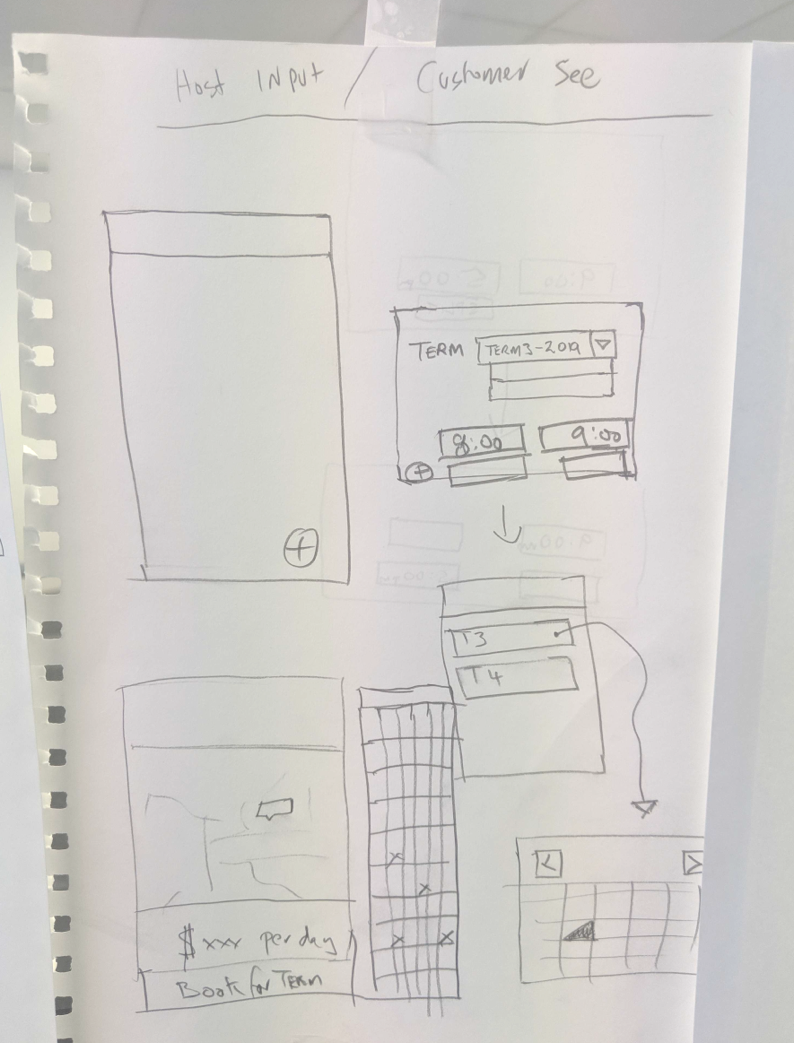 Host INPUT / Customer See
TERM TERM3-2019
8:00 9:00
T3
T4
$ xxx per day
Book for TERM